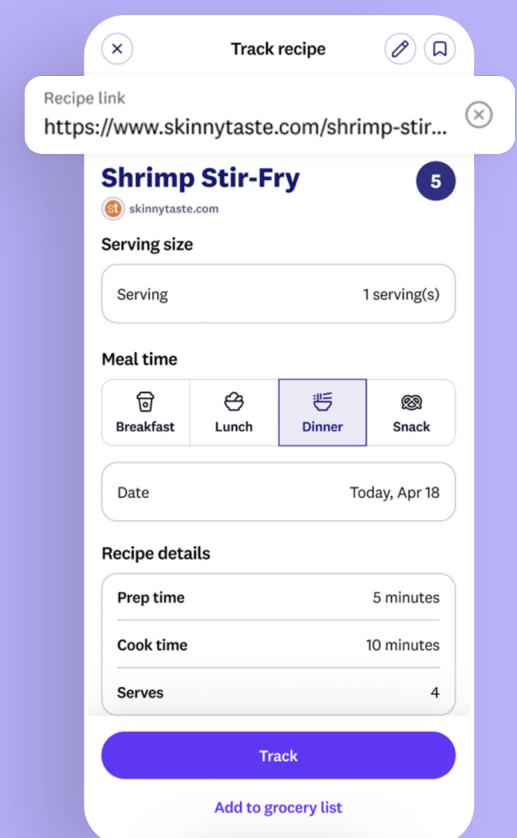 Track recipe
Recipe link
https://www.skinnytaste.com/shrimp-stir...
Shrimp Stir-Fry
5
st skinnytaste.com
Serving size
Serving 1 serving(s)
Meal time
Breakfast Lunch Dinner Snack
Date Today, Apr 18
Recipe details
Prep time 5 minutes
Cook time 10 minutes
Serves 4
Track
Add to grocery list